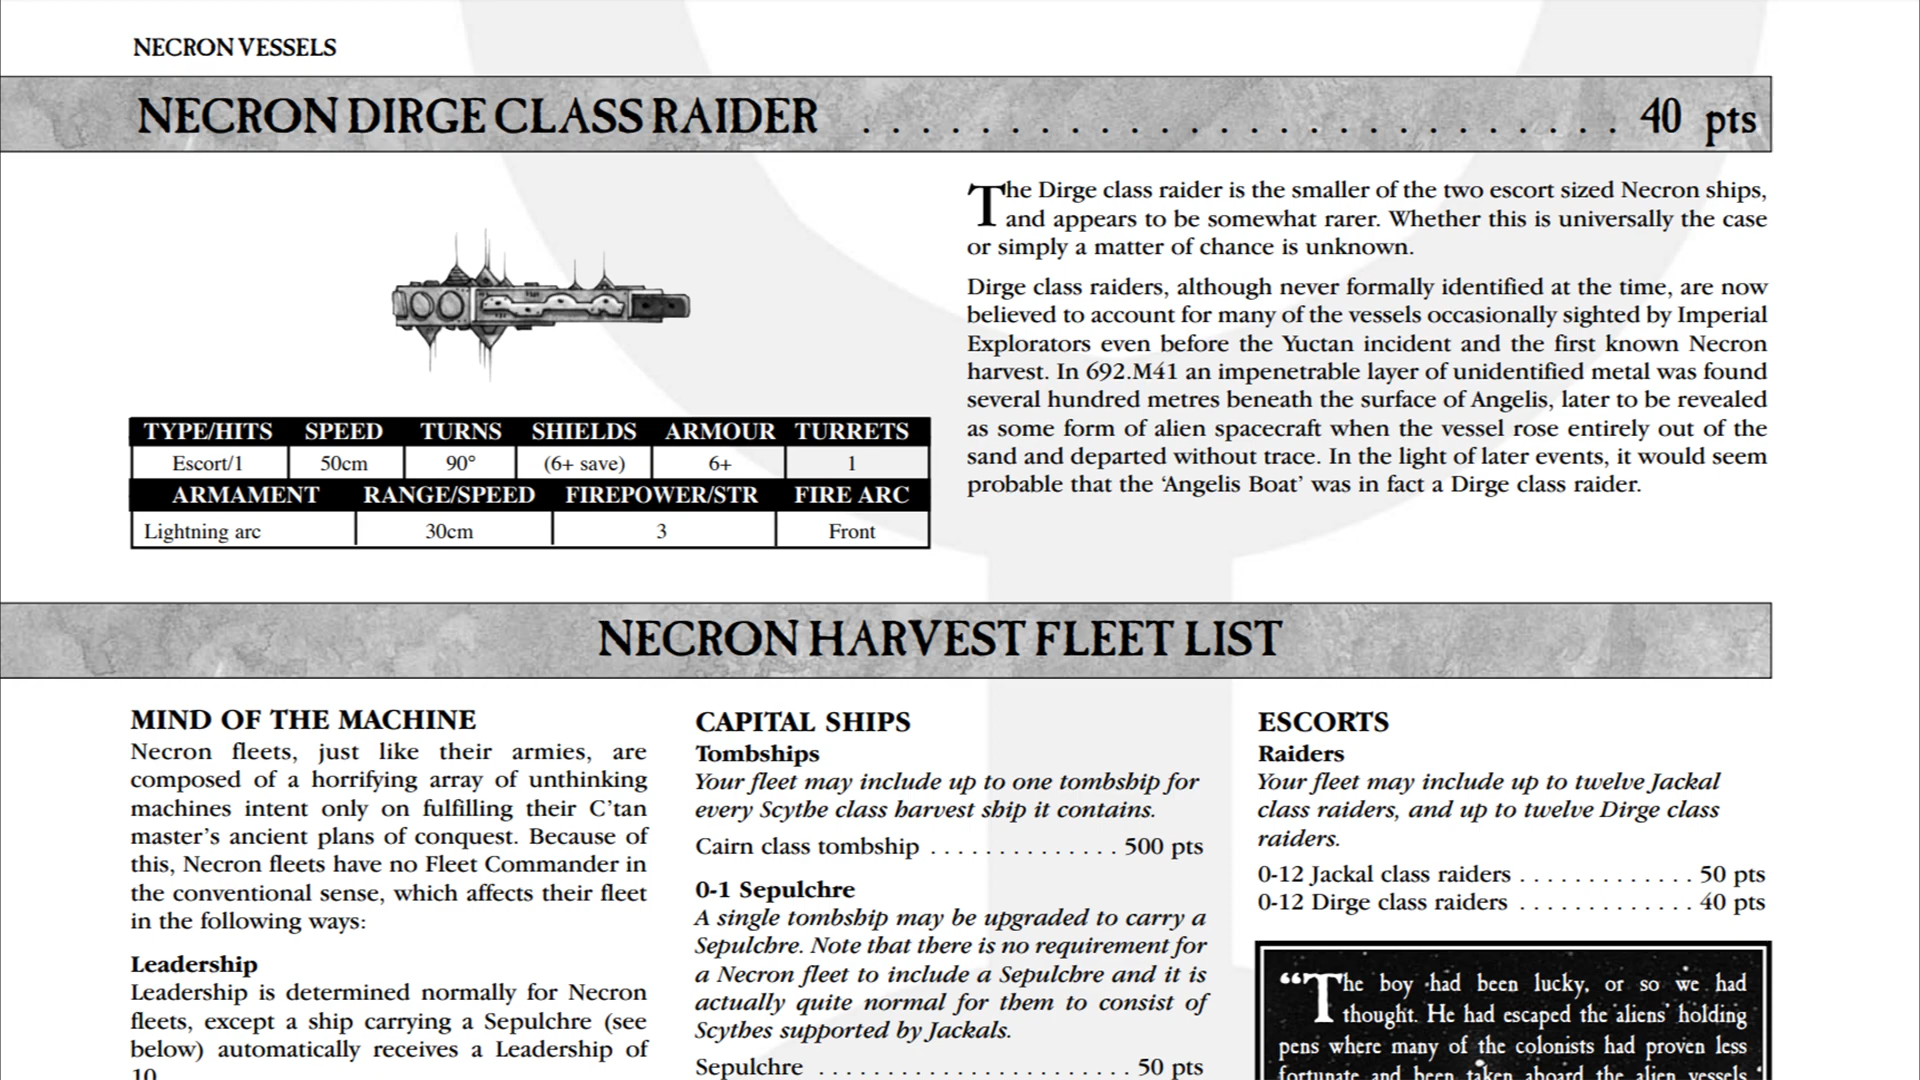 NECRON VESSELS
NECRON DIRGE CLASS RAIDER . . . . . . . . . . . . . . . . . . . . . . . . . . 40 pts
The Dirge class raider is the smaller of the two escort sized Necron ships,
and appears to be somewhat rarer. Whether this is universally the case
or simply a matter of chance is unknown.
Dirge class raiders, although never formally identified at the time, are now
believed to account for many of the vessels occasionally sighted by Imperial
Explorators even before the Yuctan incident and the first known Necron
harvest. In 692.M41 an impenetrable layer of unidentified metal was found
several hundred metres beneath the surface of Angelis, later to be revealed
as some form of alien spacecraft when the vessel rose entirely out of the
sand and departed without trace. In the light of later events, it would seem
probable that the ‘Angelis Boat’ was in fact a Dirge class raider.
TYPE/HITS SPEED TURNS SHIELDS ARMOUR TURRETS
Escort/1 50cm 90° (6+ save) 6+ 1
ARMAMENT RANGE/SPEED FIREPOWER/STR FIRE ARC
Lightning arc 30cm 3 Front
NECRON HARVEST FLEET LIST
MIND OF THE MACHINE
Necron fleets, just like their armies, are
composed of a horrifying array of unthinking
machines intent only on fulfilling their C’tan
master’s ancient plans of conquest. Because of
this, Necron fleets have no Fleet Commander in
the conventional sense, which affects their fleet
in the following ways:
Leadership
Leadership is determined normally for Necron
fleets, except a ship carrying a Sepulchre (see
below) automatically receives a Leadership of
10
CAPITAL SHIPS
Tombships
Your fleet may include up to one tombship for
every Scythe class harvest ship it contains.
Cairn class tombship . . . . . . . . . . . . . . 500 pts
0-1 Sepulchre
A single tombship may be upgraded to carry a
Sepulchre. Note that there is no requirement for
a Necron fleet to include a Sepulchre and it is
actually quite normal for them to consist of
Scythes supported by Jackals.
Sepulchre . . . . . . . . . . . . . . . . . . . . . . . 50 pts
ESCORTS
Raiders
Your fleet may include up to twelve Jackal
class raiders, and up to twelve Dirge class
raiders.
0-12 Jackal class raiders . . . . . . . . . . . . . 50 pts
0-12 Dirge class raiders . . . . . . . . . . . . . 40 pts
“The boy had been lucky, or so we had
thought. He had escaped the aliens’ holding
pens where many of the colonists had proven less
fortunate and been taken aboard the alien vessels